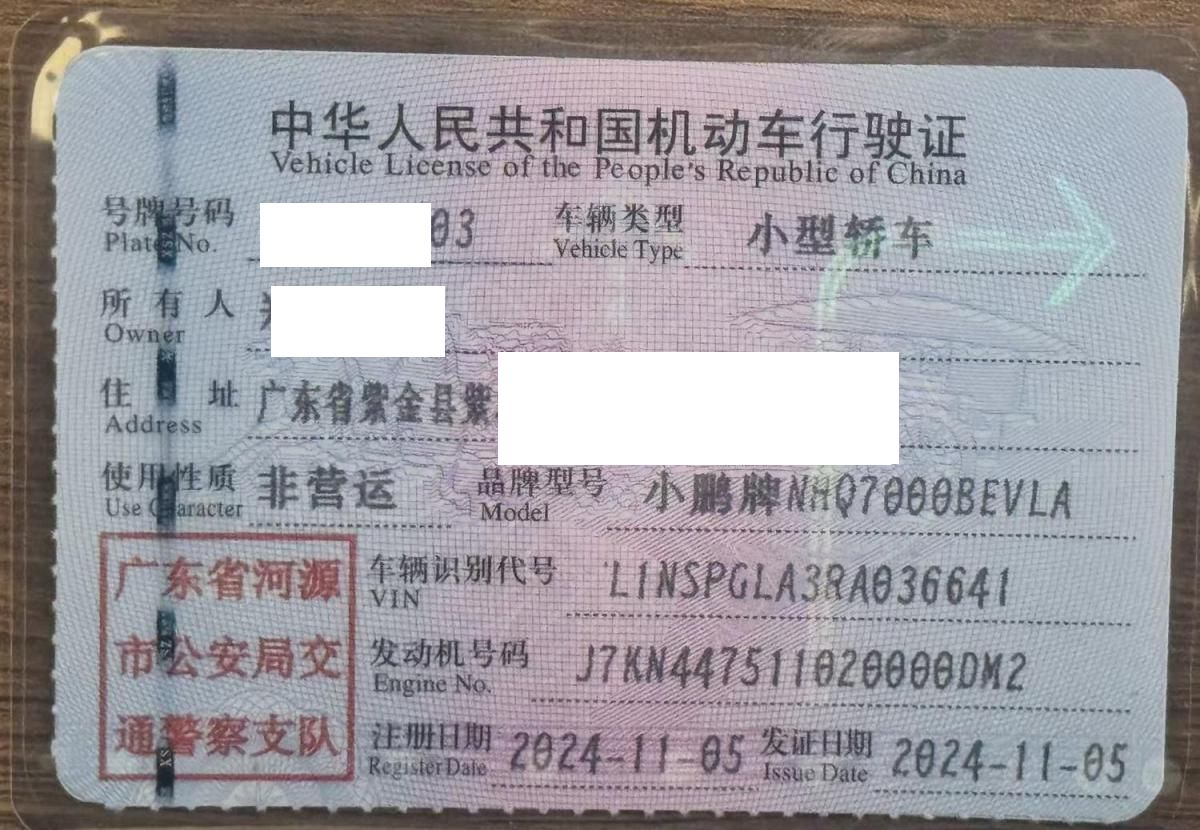 中华人民共和国机动车行驶证
Vehicle License of the People's Republic of China
号牌号码 03 车辆类型 小型轿车
Plate No. Vehicle Type
所有人
Owner
住址 广东省紫金县紫
Address
使用性质 非营运 品牌型号 小鹏牌NHQ7000BEVLA
Use Character Model
广东省河源
市公安局交
通警察支队
车辆识别代号 L1NSPGLA3RA036641
VIN
发动机号码 J7KN447511020000DM2
Engine No.
注册日期 2024-11-05 发证日期 2024-11-05
Register Date Issue Date